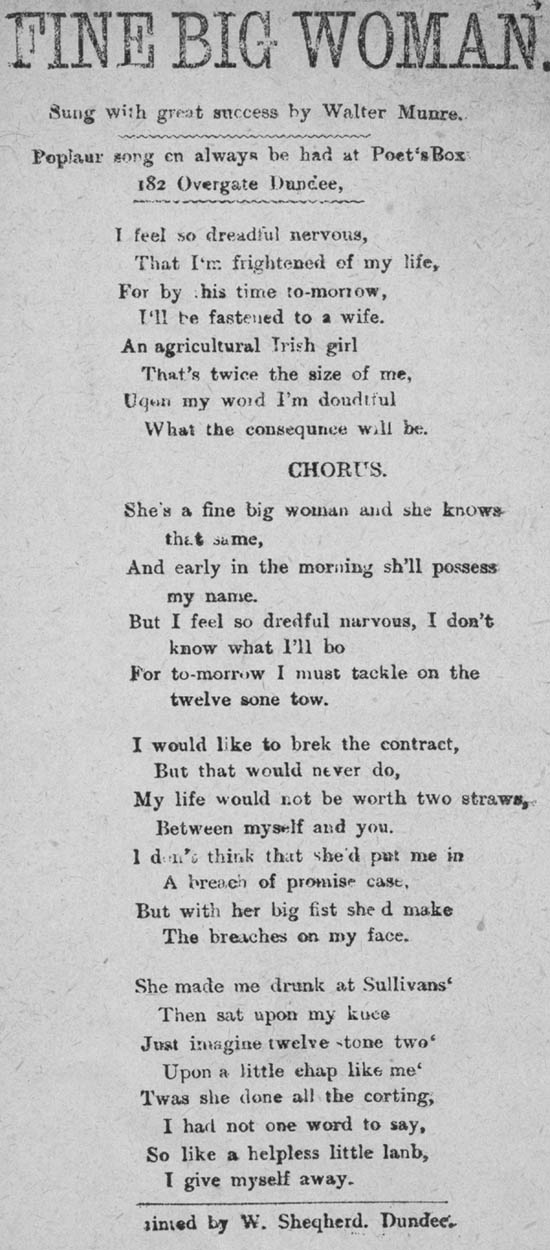 FINE BIG WOMAN.
Sung with great success by Walter Munre.
Poplaur song cn always be had at Poet'sBox
182 Overgate Dundee,
I feel so dreadful nervous,
That I'm frightened of my life,
For by this time to-morrow,
I'll be fastened to a wife.
An agricultural Irish girl
That's twice the size of me,
Uqon my word I'm doudtful
What the consequnce will be.
CHORUS.
She's a fine big woman and she knows
that same,
And early in the morning sh'll possess
my name.
But I feel so dredful narvous, I don't
know what I'll bo
For to-morrow I must tackle on the
twelve sone tow.
I would like to brek the contract,
But that would never do,
My life would not be worth two straws,
Between myself and you.
I don't think that she'd put me in
A breach of promise case,
But with her big fist she d make
The breaches on my face.
She made me drunk at Sullivans‘
Then sat upon my knee
Just imagine twelve stone two‘
Upon a little chap like me‘
Twas she done all the corting,
I had not one word to say,
So like a helpless little lanb,
I give myself away.
rinted by W. Sheqherd. Dundee.